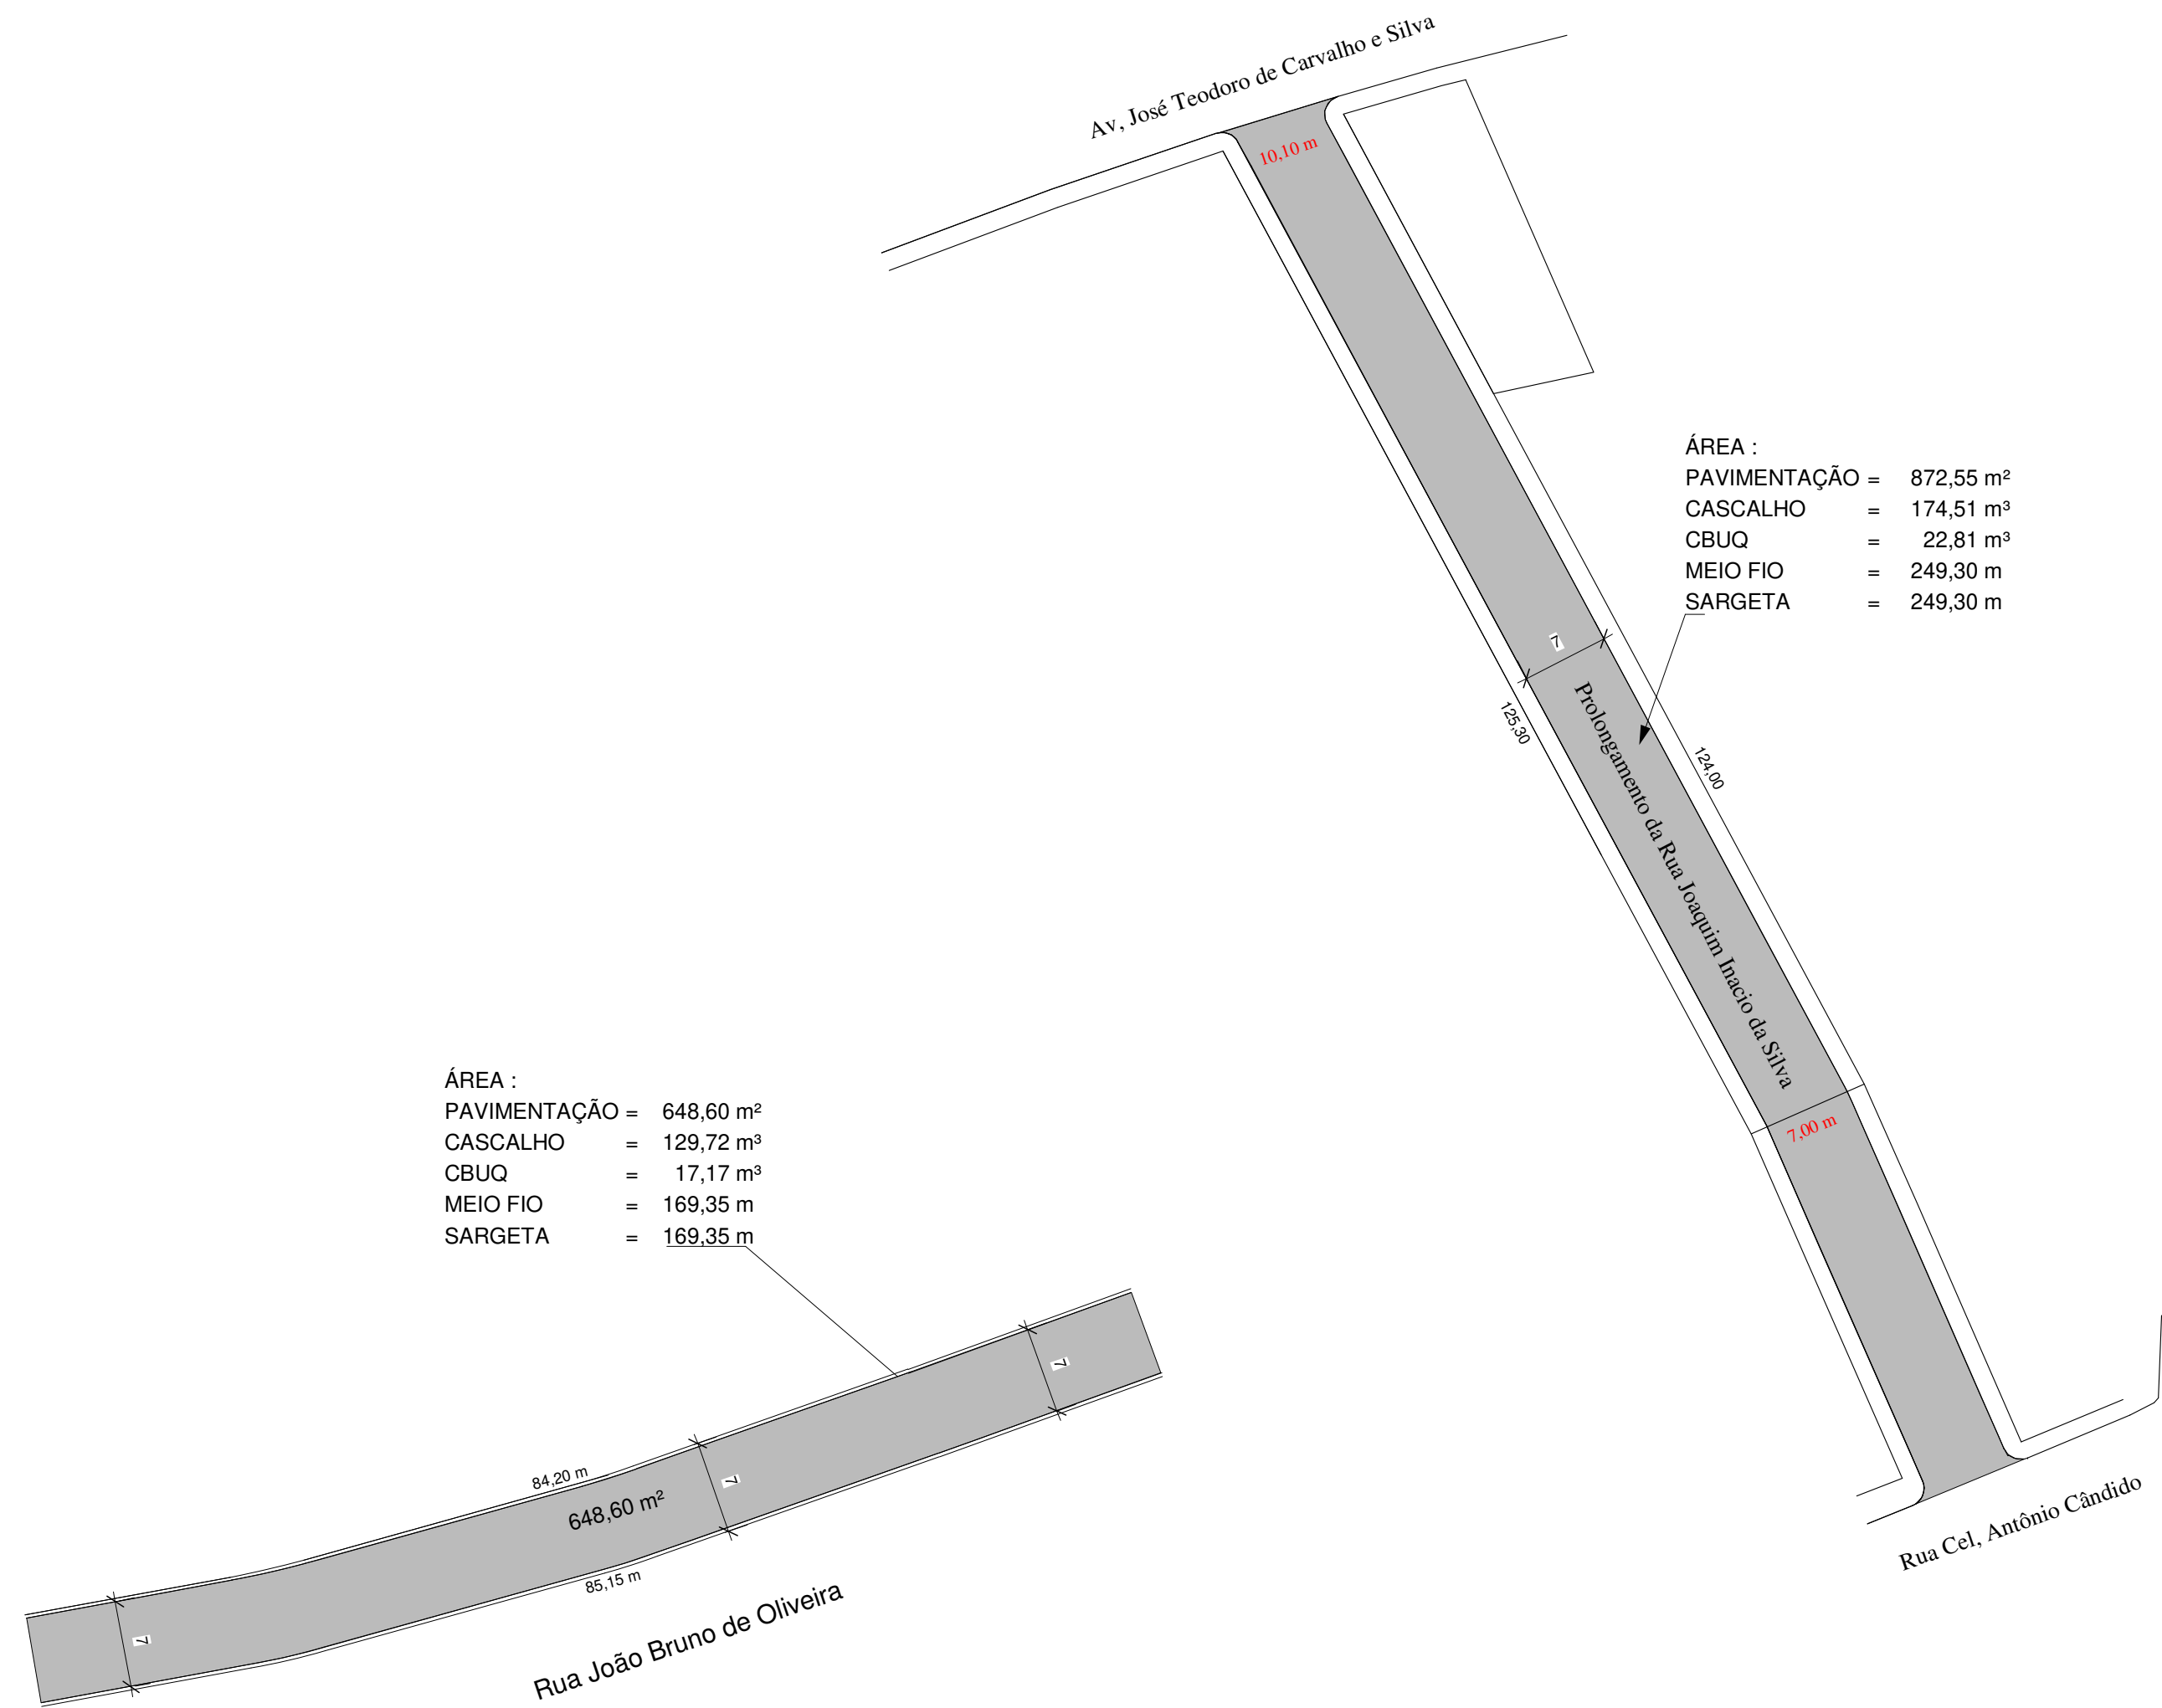 Av, José Teodoro de Carvalho e Silva
10,10 m
ÁREA :
PAVIMENTAÇÃO = 872,55 m²
CASCALHO = 174,51 m³
CBUQ = 22,81 m³
MEIO FIO = 249,30 m
SARGETA = 249,30 m
7
125,30
Prolongamento da Rua Joaquim Inacio da Silva
124,00
7,00 m
Rua Cel, Antônio Cândido
ÁREA :
PAVIMENTAÇÃO = 648,60 m²
CASCALHO = 129,72 m³
CBUQ = 17,17 m³
MEIO FIO = 169,35 m
SARGETA = 169,35 m
7
84,20 m
7
648,60 m²
85,15 m
7
Rua João Bruno de Oliveira